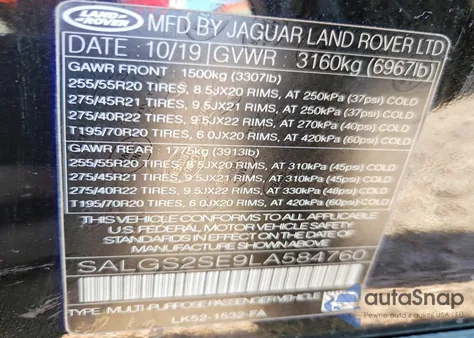 LAND ROVER
MFD BY JAGUAR LAND ROVER LTD
DATE: 10/19 GVWR 3160kg (6967lb)
GAWR FRONT : 1500kg (3307lb)
255/55R20 TIRES, 8.5JX20 RIMS, AT 250kPa (37psi) COLD
275/45R21 TIRES, 9.5JX21 RIMS, AT 250kPa (37psi) COLD
275/40R22 TIRES, 9.5JX22 RIMS, AT 270kPa (40psi) COLD
T195/70R20 TIRES, 6.0JX20 RIMS, AT 420kPa (60psi) COLD
GAWR REAR : 1775kg (3913lb)
255/55R20 TIRES, 8.5JX20 RIMS, AT 310kPa (45psi) COLD
275/45R21 TIRES, 9.5JX21 RIMS, AT 310kPa (45psi) COLD
275/40R22 TIRES, 9.5JX22 RIMS, AT 330kPa (48psi) COLD
T195/70R20 TIRES, 6.0JX20 RIMS, AT 420kPa (60psi) COLD
THIS VEHICLE CONFORMS TO ALL APPLICABLE
U.S. FEDERAL MOTOR VEHICLE SAFETY
STANDARDS IN EFFECT ON THE DATE OF
MANUFACTURE SHOWN ABOVE
SALGS2SE9LA584760
TYPE: MULTI-PURPOSE PASSENGER VEHICLE
LK52-1532-FA
autoSnap
Pewne auto z USA i EU